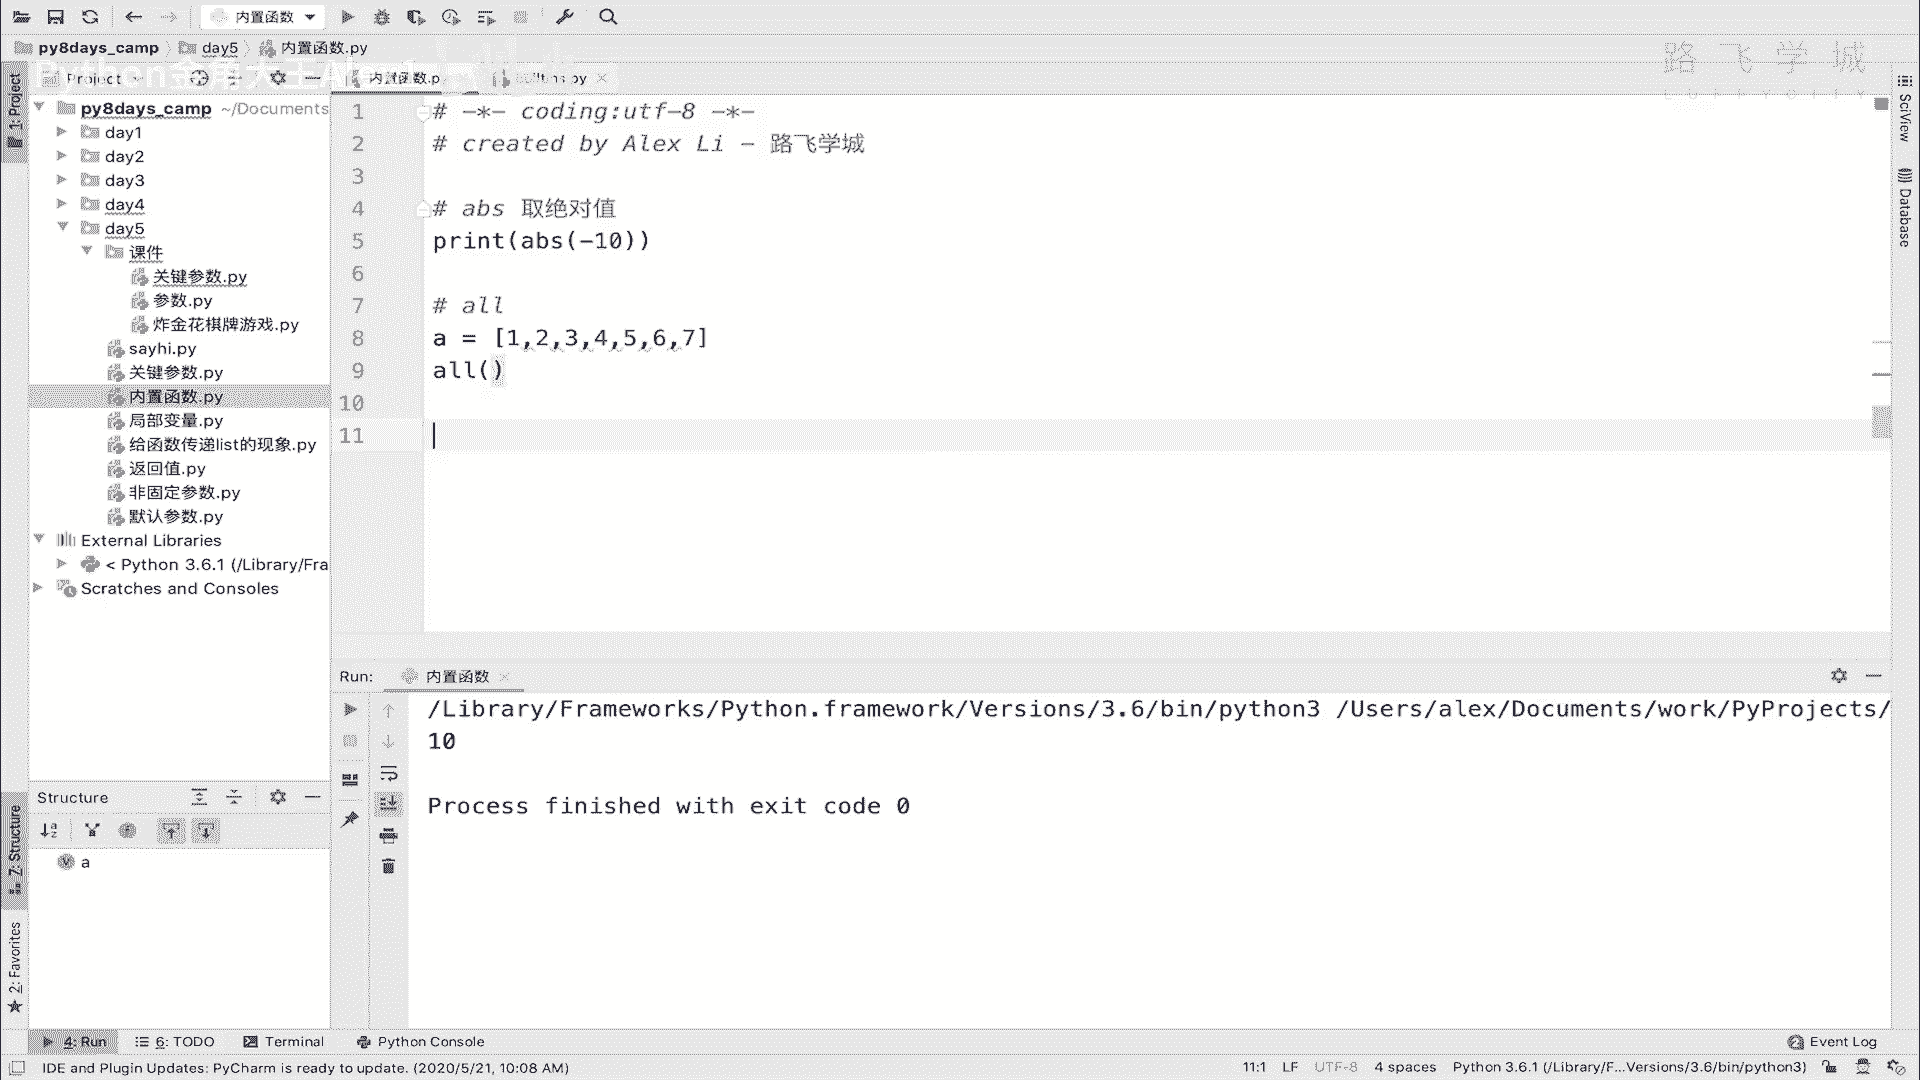 内置函数
py8days_camp 〉 day5 〉 内置函数.py
路飞学城
Project
内置函数.p
py8days_camp ~/Documents
day1
day2
day3
day4
day5
课件
关键参数.py
参数.py
炸金花棋牌游戏.py
sayhi.py
关键参数.py
内置函数.py
局部变量.py
给函数传递list的现象.py
返回值.py
非固定参数.py
默认参数.py
External Libraries
< Python 3.6.1 (/Library/Fra
Scratches and Consoles
1 # -*- coding:utf-8 -*-
2 # created by Alex Li - 路飞学城
3
4 # abs 取绝对值
5 print(abs(-10))
6
7 # all
8 a = [1,2,3,4,5,6,7]
9 all()
10
11
1: Project
SciView
Database
Run: 内置函数
/Library/Frameworks/Python.framework/Versions/3.6/bin/python3 /Users/alex/Documents/work/PyProjects/
10
Process finished with exit code 0
Structure
a
7: Structure
2: Favorites
4: Run
6: TODO
Terminal
Python Console
Event Log
IDE and Plugin Updates: PyCharm is ready to update. (2020/5/21, 10:08 AM)
11:1 LF UTF-8 4 spaces Python 3.6.1 (/Library/F...Versions/3.6/bin/python3)